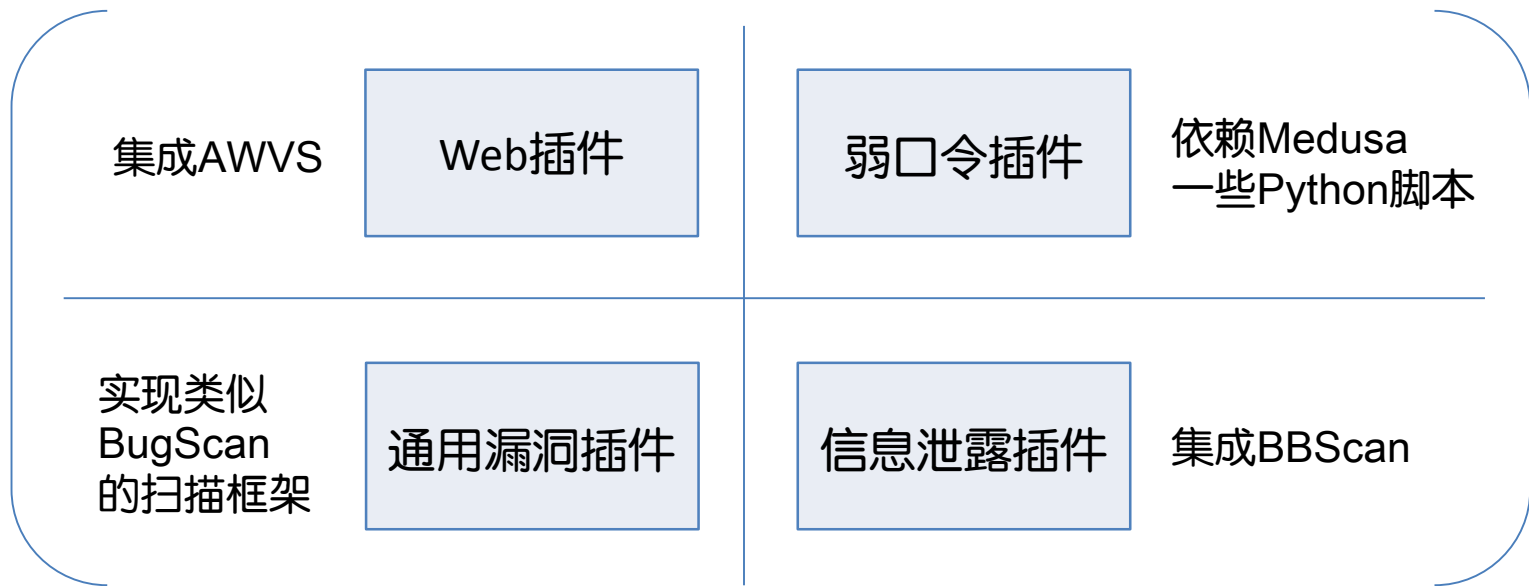 集成AWVS
Web插件
弱口令插件
依赖Medusa
一些Python脚本
实现类似
BugScan
的扫描框架
通用漏洞插件
信息泄露插件
集成BBScan